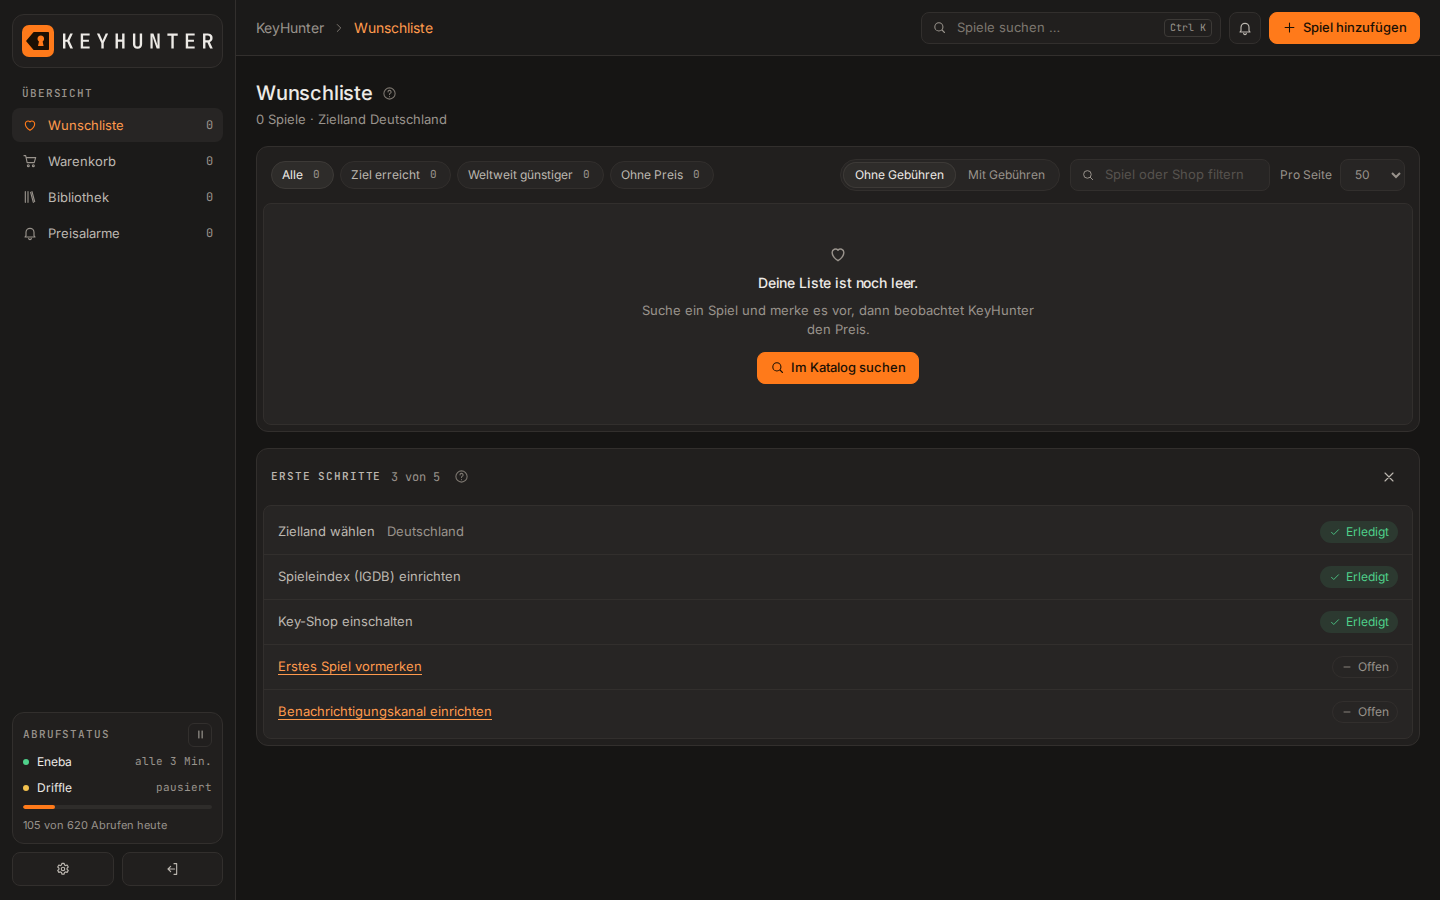 KEYHUNTER
KeyHunter > Wunschliste
Spiele suchen ...
Ctrl K
Spiel hinzufügen
ÜBERSICHT
Wunschliste 0
Warenkorb 0
Bibliothek 0
Preisalarme 0
Wunschliste
0 Spiele · Zielland Deutschland
Alle 0
Ziel erreicht 0
Weltweit günstiger 0
Ohne Preis 0
Ohne Gebühren
Mit Gebühren
Spiel oder Shop filtern
Pro Seite
50
Deine Liste ist noch leer.
Suche ein Spiel und merke es vor, dann beobachtet KeyHunter
den Preis.
Im Katalog suchen
ERSTE SCHRITTE 3 von 5
Zielland wählen Deutschland
Erledigt
Spieleindex (IGDB) einrichten
Erledigt
Key-Shop einschalten
Erledigt
Erstes Spiel vormerken
Offen
Benachrichtigungskanal einrichten
Offen
ABRUFSTATUS
Eneba alle 3 Min.
Driffle pausiert
105 von 620 Abrufen heute